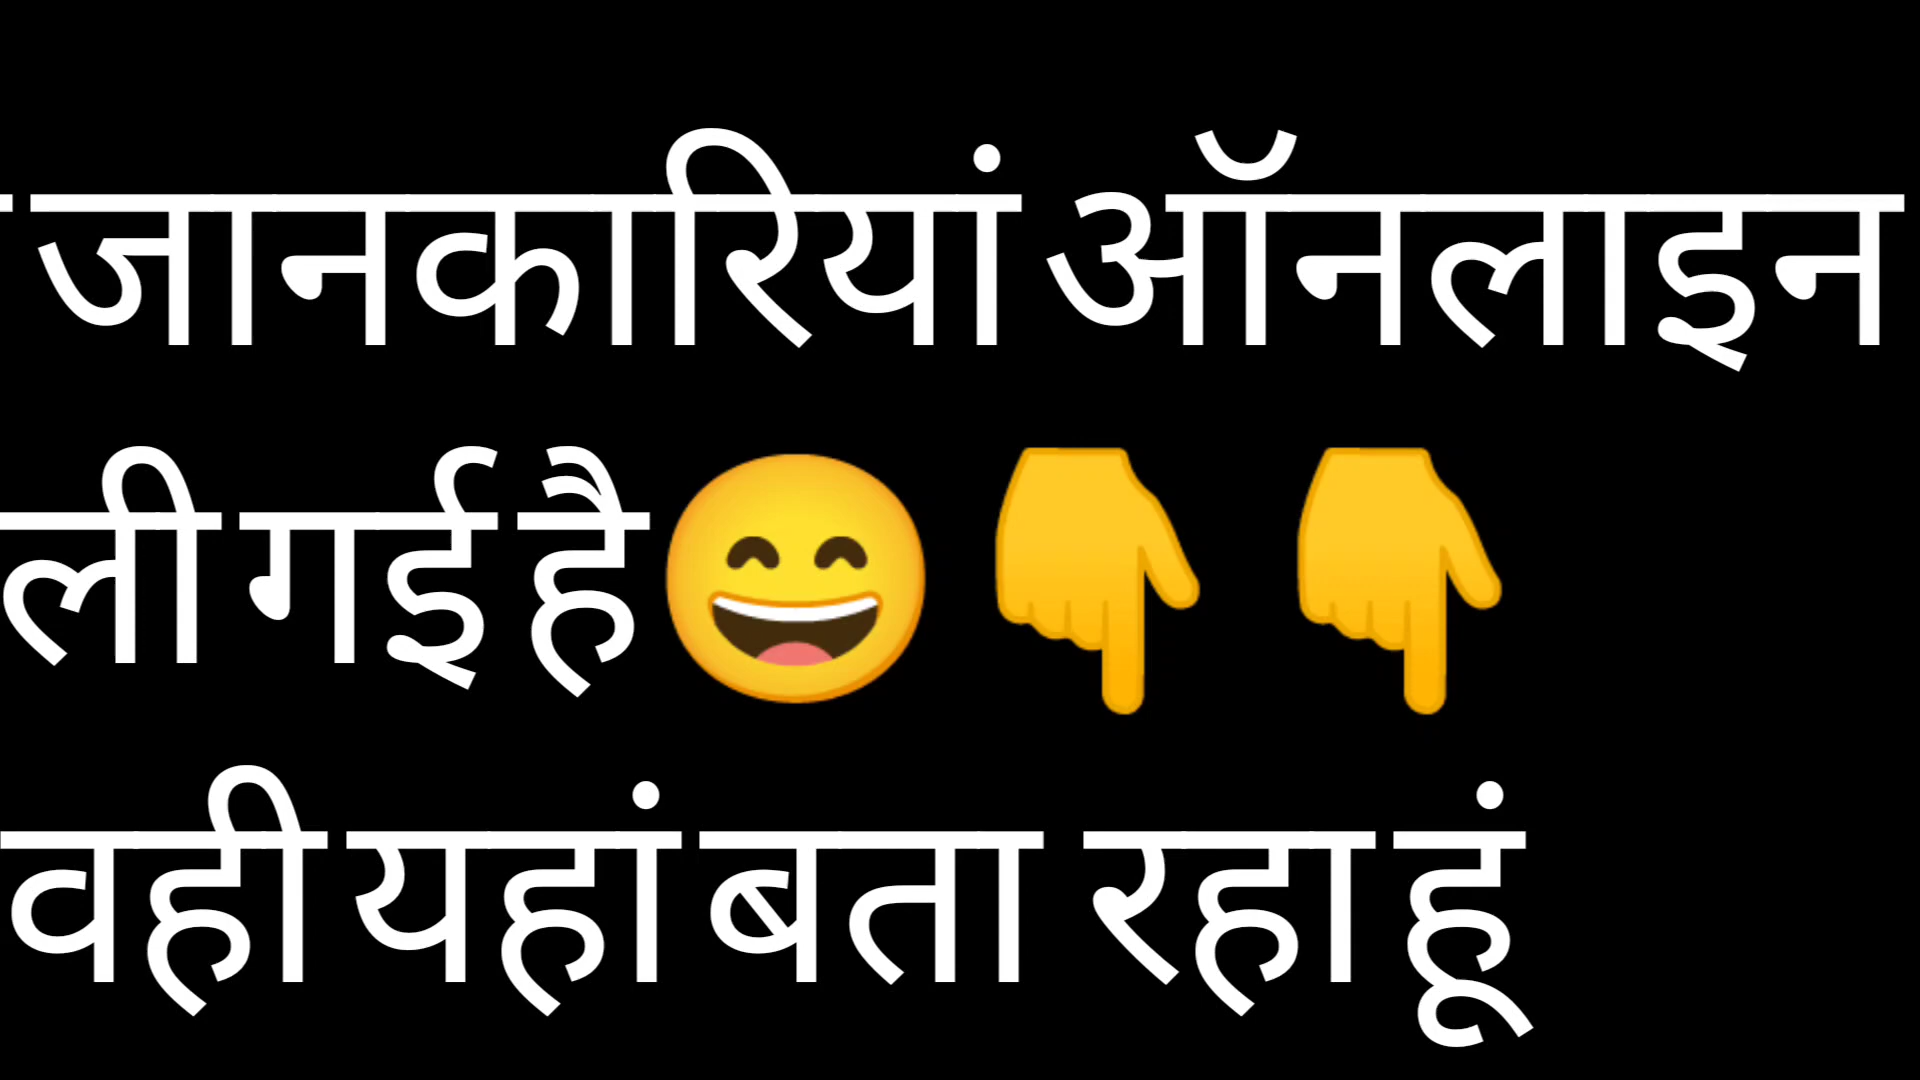 जानकारियां ऑनलाइन
ली गई है😄👇👇
वही यहां बता रहा हूं